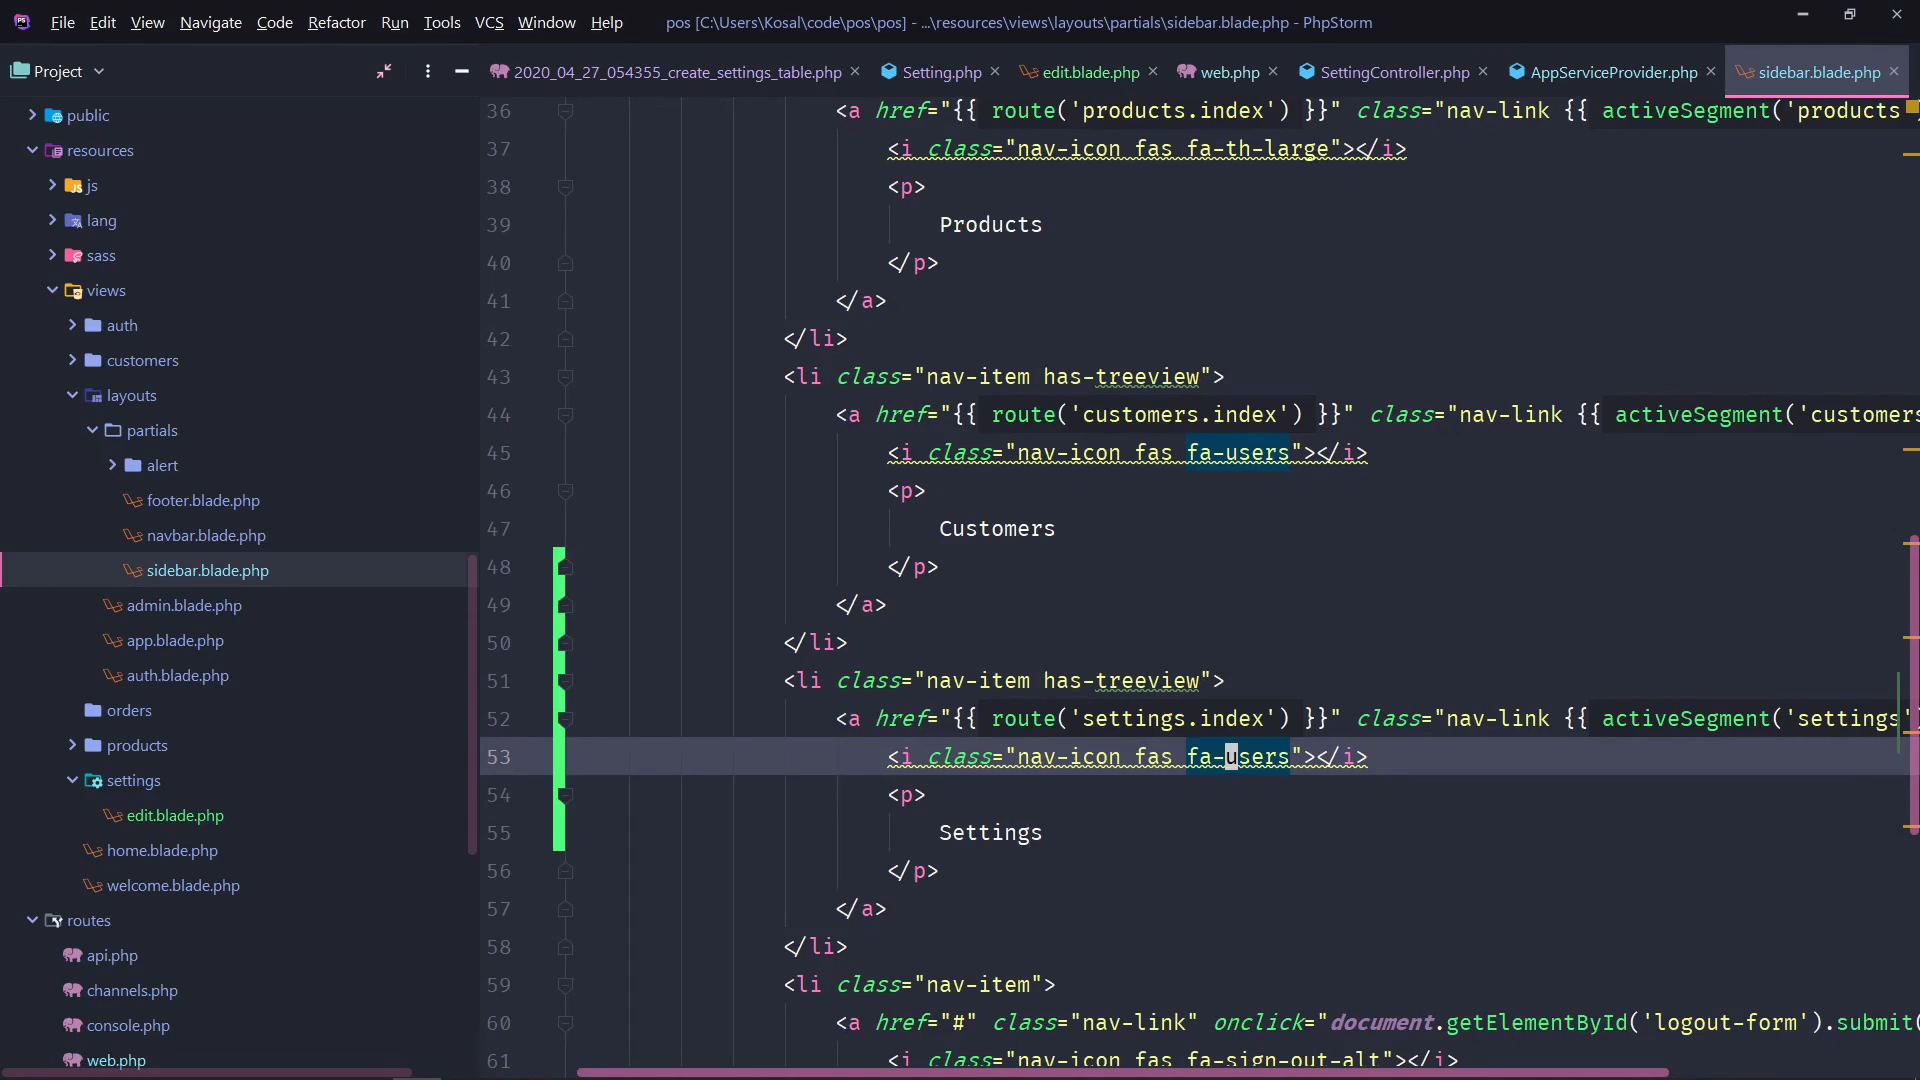 File Edit View Navigate Code Refactor Run Tools VCS Window Help pos [C:\Users\Kosal\code\pos\pos] - ...\resources\views\layouts\partials\sidebar.blade.php - PhpStorm
Project
2020_04_27_054355_create_settings_table.php Setting.php edit.blade.php web.php SettingController.php AppServiceProvider.php sidebar.blade.php
public
resources
js
lang
sass
views
auth
customers
layouts
partials
alert
footer.blade.php
navbar.blade.php
sidebar.blade.php
admin.blade.php
app.blade.php
auth.blade.php
orders
products
settings
edit.blade.php
home.blade.php
welcome.blade.php
routes
api.php
channels.php
console.php
web.php
36 <a href="{{ route('products.index') }}" class="nav-link {{ activeSegment('products
37 <i class="nav-icon fas fa-th-large"></i>
38 <p>
39 Products
40 </p>
41 </a>
42 </li>
43 <li class="nav-item has-treeview">
44 <a href="{{ route('customers.index') }}" class="nav-link {{ activeSegment('customers
45 <i class="nav-icon fas fa-users"></i>
46 <p>
47 Customers
48 </p>
49 </a>
50 </li>
51 <li class="nav-item has-treeview">
52 <a href="{{ route('settings.index') }}" class="nav-link {{ activeSegment('settings')
53 <i class="nav-icon fas fa-users"></i>
54 <p>
55 Settings
56 </p>
57 </a>
58 </li>
59 <li class="nav-item">
60 <a href="#" class="nav-link" onclick="document.getElementById('logout-form').submit(
61 <i class="nav-icon fas fa-sign-out-alt"></i>